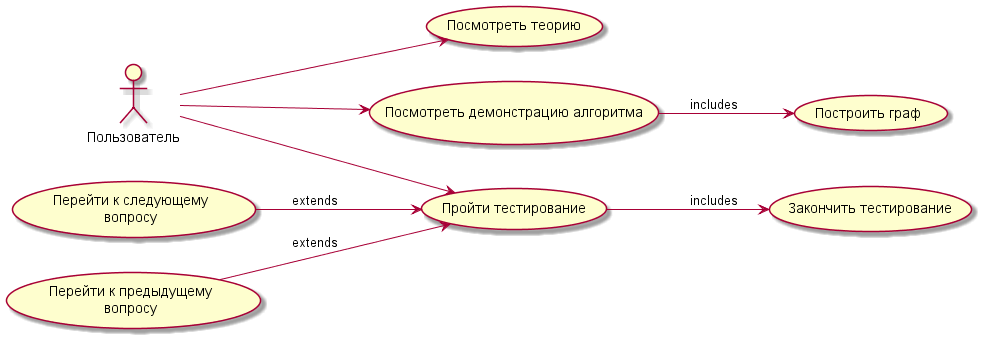 Посмотреть теорию
Пользователь
Посмотреть демонстрацию алгоритма
includes
Построить граф
Перейти к следующему
вопросу
extends
Пройти тестирование
includes
Закончить тестирование
extends
Перейти к предыдущему
вопросу